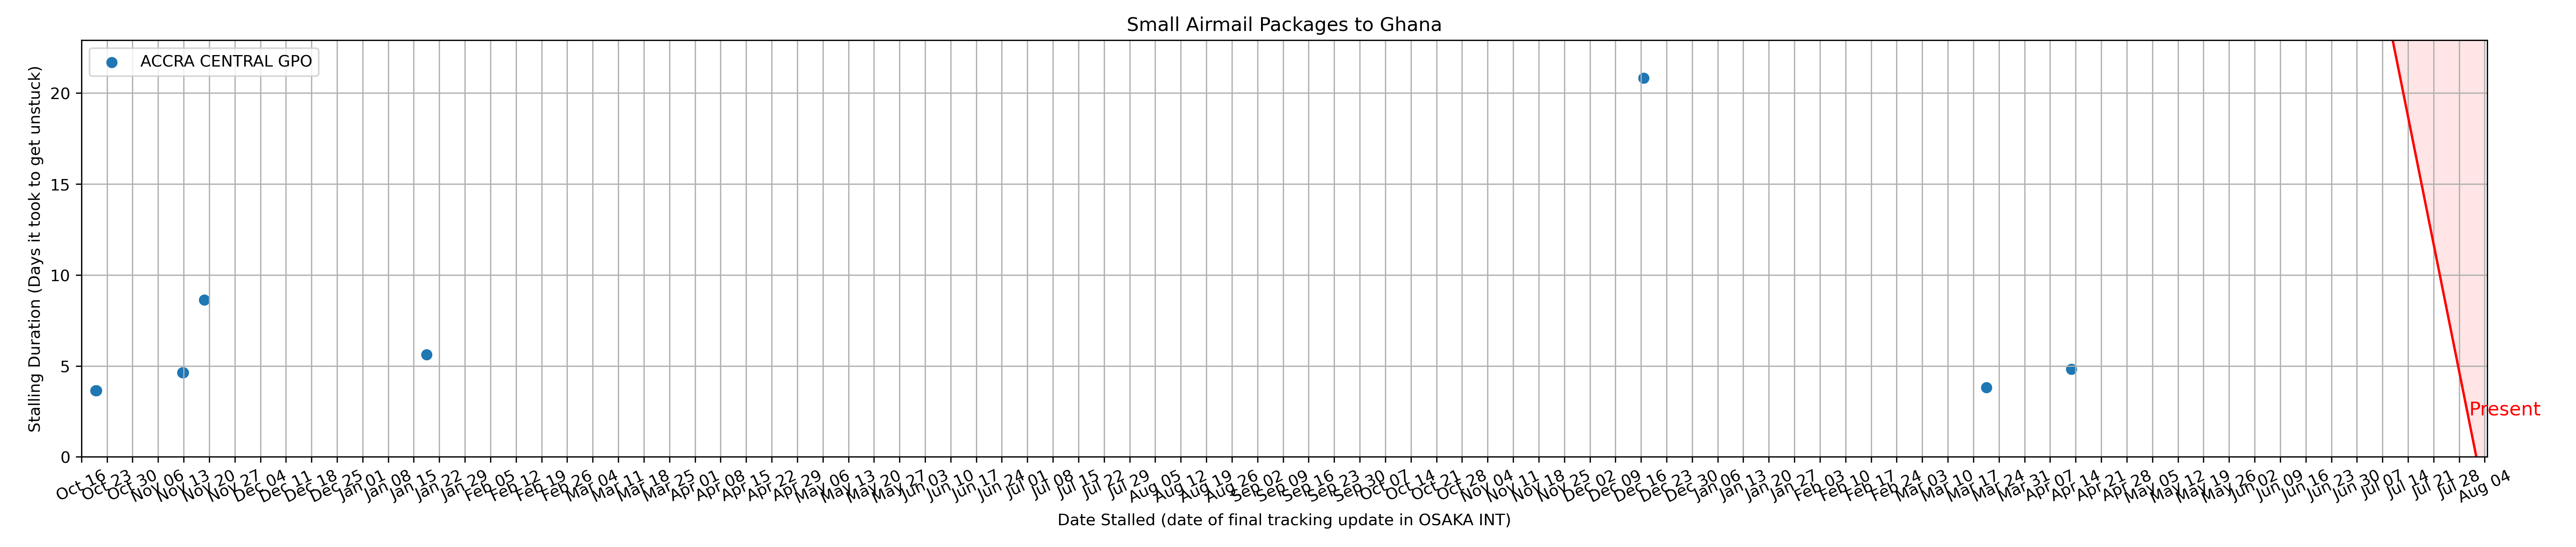 Small Airmail Packages to Ghana
ACCRA CENTRAL GPO
Stalling Duration (Days it took to get unstuck)
20
15
10
5
0
Present
Oct 16 Oct 23 Oct 30 Nov 06 Nov 13 Nov 20 Nov 27 Dec 04 Dec 11 Dec 18 Dec 25 Jan 01 Jan 08 Jan 15 Jan 22 Jan 29 Feb 05 Feb 12 Feb 19 Feb 26 Mar 04 Mar 11 Mar 18 Mar 25 Apr 01 Apr 08 Apr 15 Apr 22 Apr 29 May 06 May 13 May 20 May 27 Jun 03 Jun 10 Jun 17 Jun 24 Jul 01 Jul 08 Jul 15 Jul 22 Jul 29 Aug 05 Aug 12 Aug 19 Aug 26 Sep 02 Sep 09 Sep 16 Sep 23 Sep 30 Oct 07 Oct 14 Oct 21 Oct 28 Nov 04 Nov 11 Nov 18 Nov 25 Dec 02 Dec 09 Dec 16 Dec 23 Dec 30 Jan 06 Jan 13 Jan 20 Jan 27 Feb 03 Feb 10 Feb 17 Feb 24 Mar 03 Mar 10 Mar 17 Mar 24 Mar 31 Apr 07 Apr 14 Apr 21 Apr 28 May 05 May 12 May 19 May 26 Jun 02 Jun 09 Jun 16 Jun 23 Jun 30 Jul 07 Jul 14 Jul 21 Jul 28 Aug 04
Date Stalled (date of final tracking update in OSAKA INT)